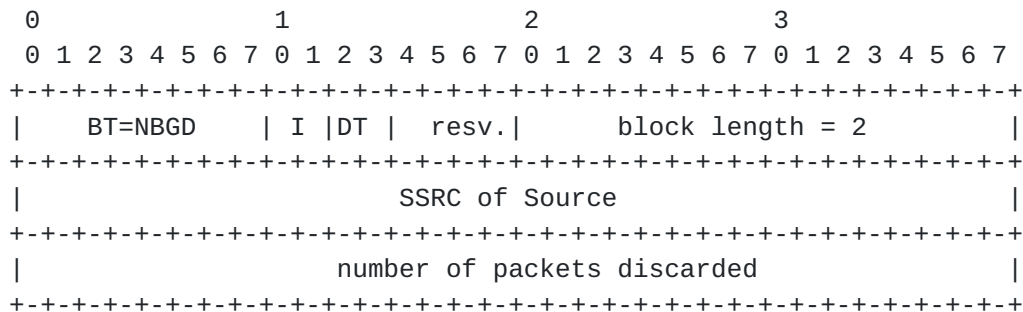 0               1               2               3
 0 1 2 3 4 5 6 7 0 1 2 3 4 5 6 7 0 1 2 3 4 5 6 7 0 1 2 3 4 5 6 7
+-+-+-+-+-+-+-+-+-+-+-+-+-+-+-+-+-+-+-+-+-+-+-+-+-+-+-+-+-+-+-+-+
|    BT=NBGD    | I |DT |  resv.|      block length = 2         |
+-+-+-+-+-+-+-+-+-+-+-+-+-+-+-+-+-+-+-+-+-+-+-+-+-+-+-+-+-+-+-+-+
|                        SSRC of Source                         |
+-+-+-+-+-+-+-+-+-+-+-+-+-+-+-+-+-+-+-+-+-+-+-+-+-+-+-+-+-+-+-+-+
|                    number of packets discarded                |
+-+-+-+-+-+-+-+-+-+-+-+-+-+-+-+-+-+-+-+-+-+-+-+-+-+-+-+-+-+-+-+-+